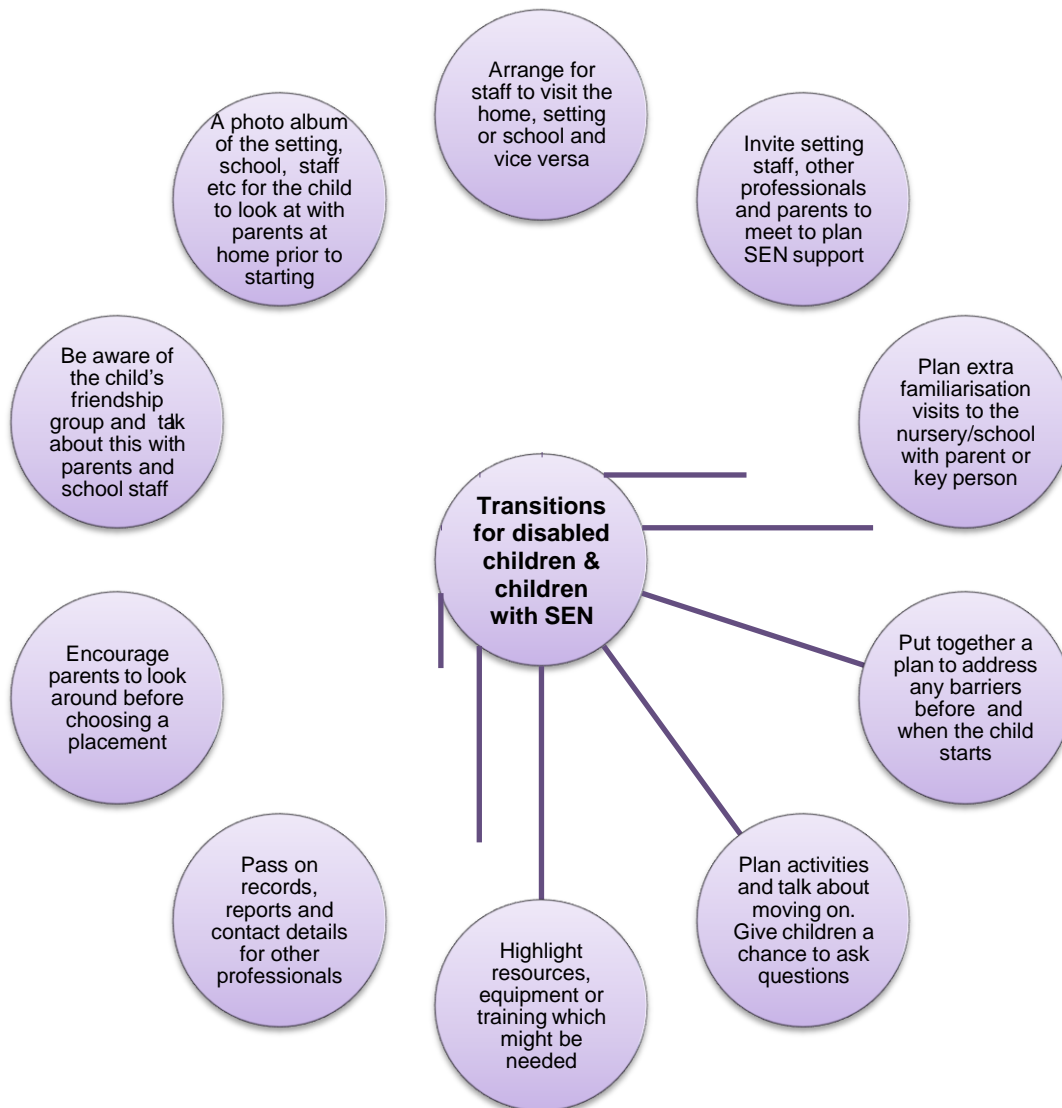 Arrange for
staff to visit the
home, setting
or school and
vice versa
A photo album
of the setting,
school, staff
etc for the child
to look at with
parents at
home prior to
starting
Invite setting
staff, other
professionals
and parents to
meet to plan
SEN support
Be aware of
the child's
friendship
group and talk
about this with
parents and
school staff
Plan extra
familiarisation
visits to the
nursery/school
with parent or
key person
Transitions
for disabled
children &
children
with SEN
Encourage
parents to look
around before
choosing a
placement
Put together a
plan to address
any barriers
before and
when the child
starts
Pass on
records,
reports and
contact details
for other
professionals
Plan activities
and talk about
moving on.
Give children a
chance to ask
questions
Highlight
resources,
equipment or
training which
might be
needed